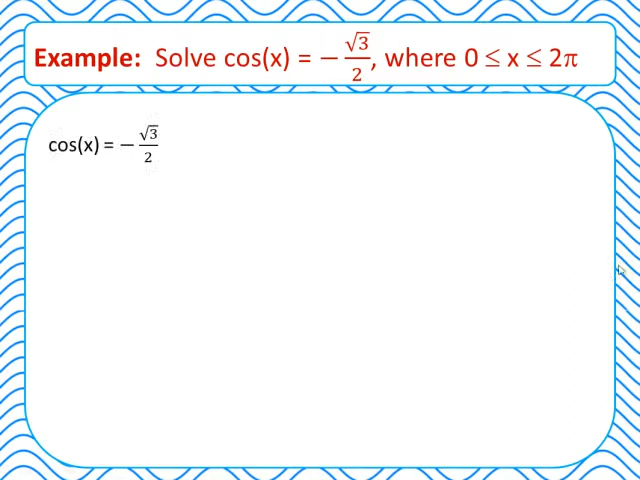 Example: Solve cos(x) = −√3/2, where 0 ≤ x ≤ 2π
cos(x) = −√3/2